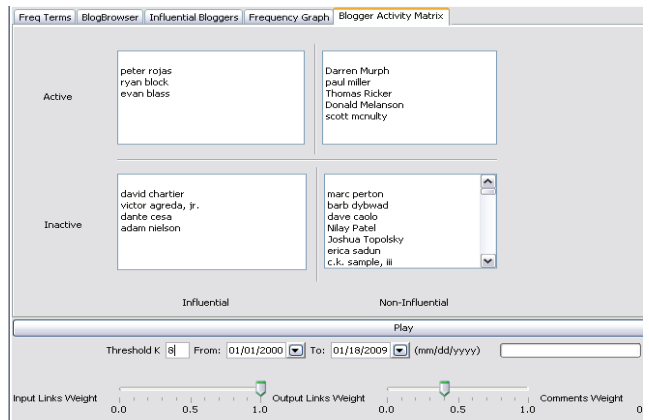 Freq Terms BlogBrowser Influential Bloggers Frequency Graph Blogger Activity Matrix
Active
peter rojas
ryan block
evan blass
Darren Murph
paul miller
Thomas Ricker
Donald Melanson
scott mcnulty
Inactive
david chartier
victor agreda, jr.
dante cesa
adam nielson
marc perton
barb dybwad
dave caolo
Nilay Patel
Joshua Topolsky
erica sadun
c.k. sample, iii
Influential Non-Influential
Play
Threshold K 8 From: 01/01/2000 To: 01/18/2009 (mm/dd/yyyy)
Input Links Weight 0.0 0.5 1.0 Output Links Weight 0.0 0.5 1.0 Comments Weight 0